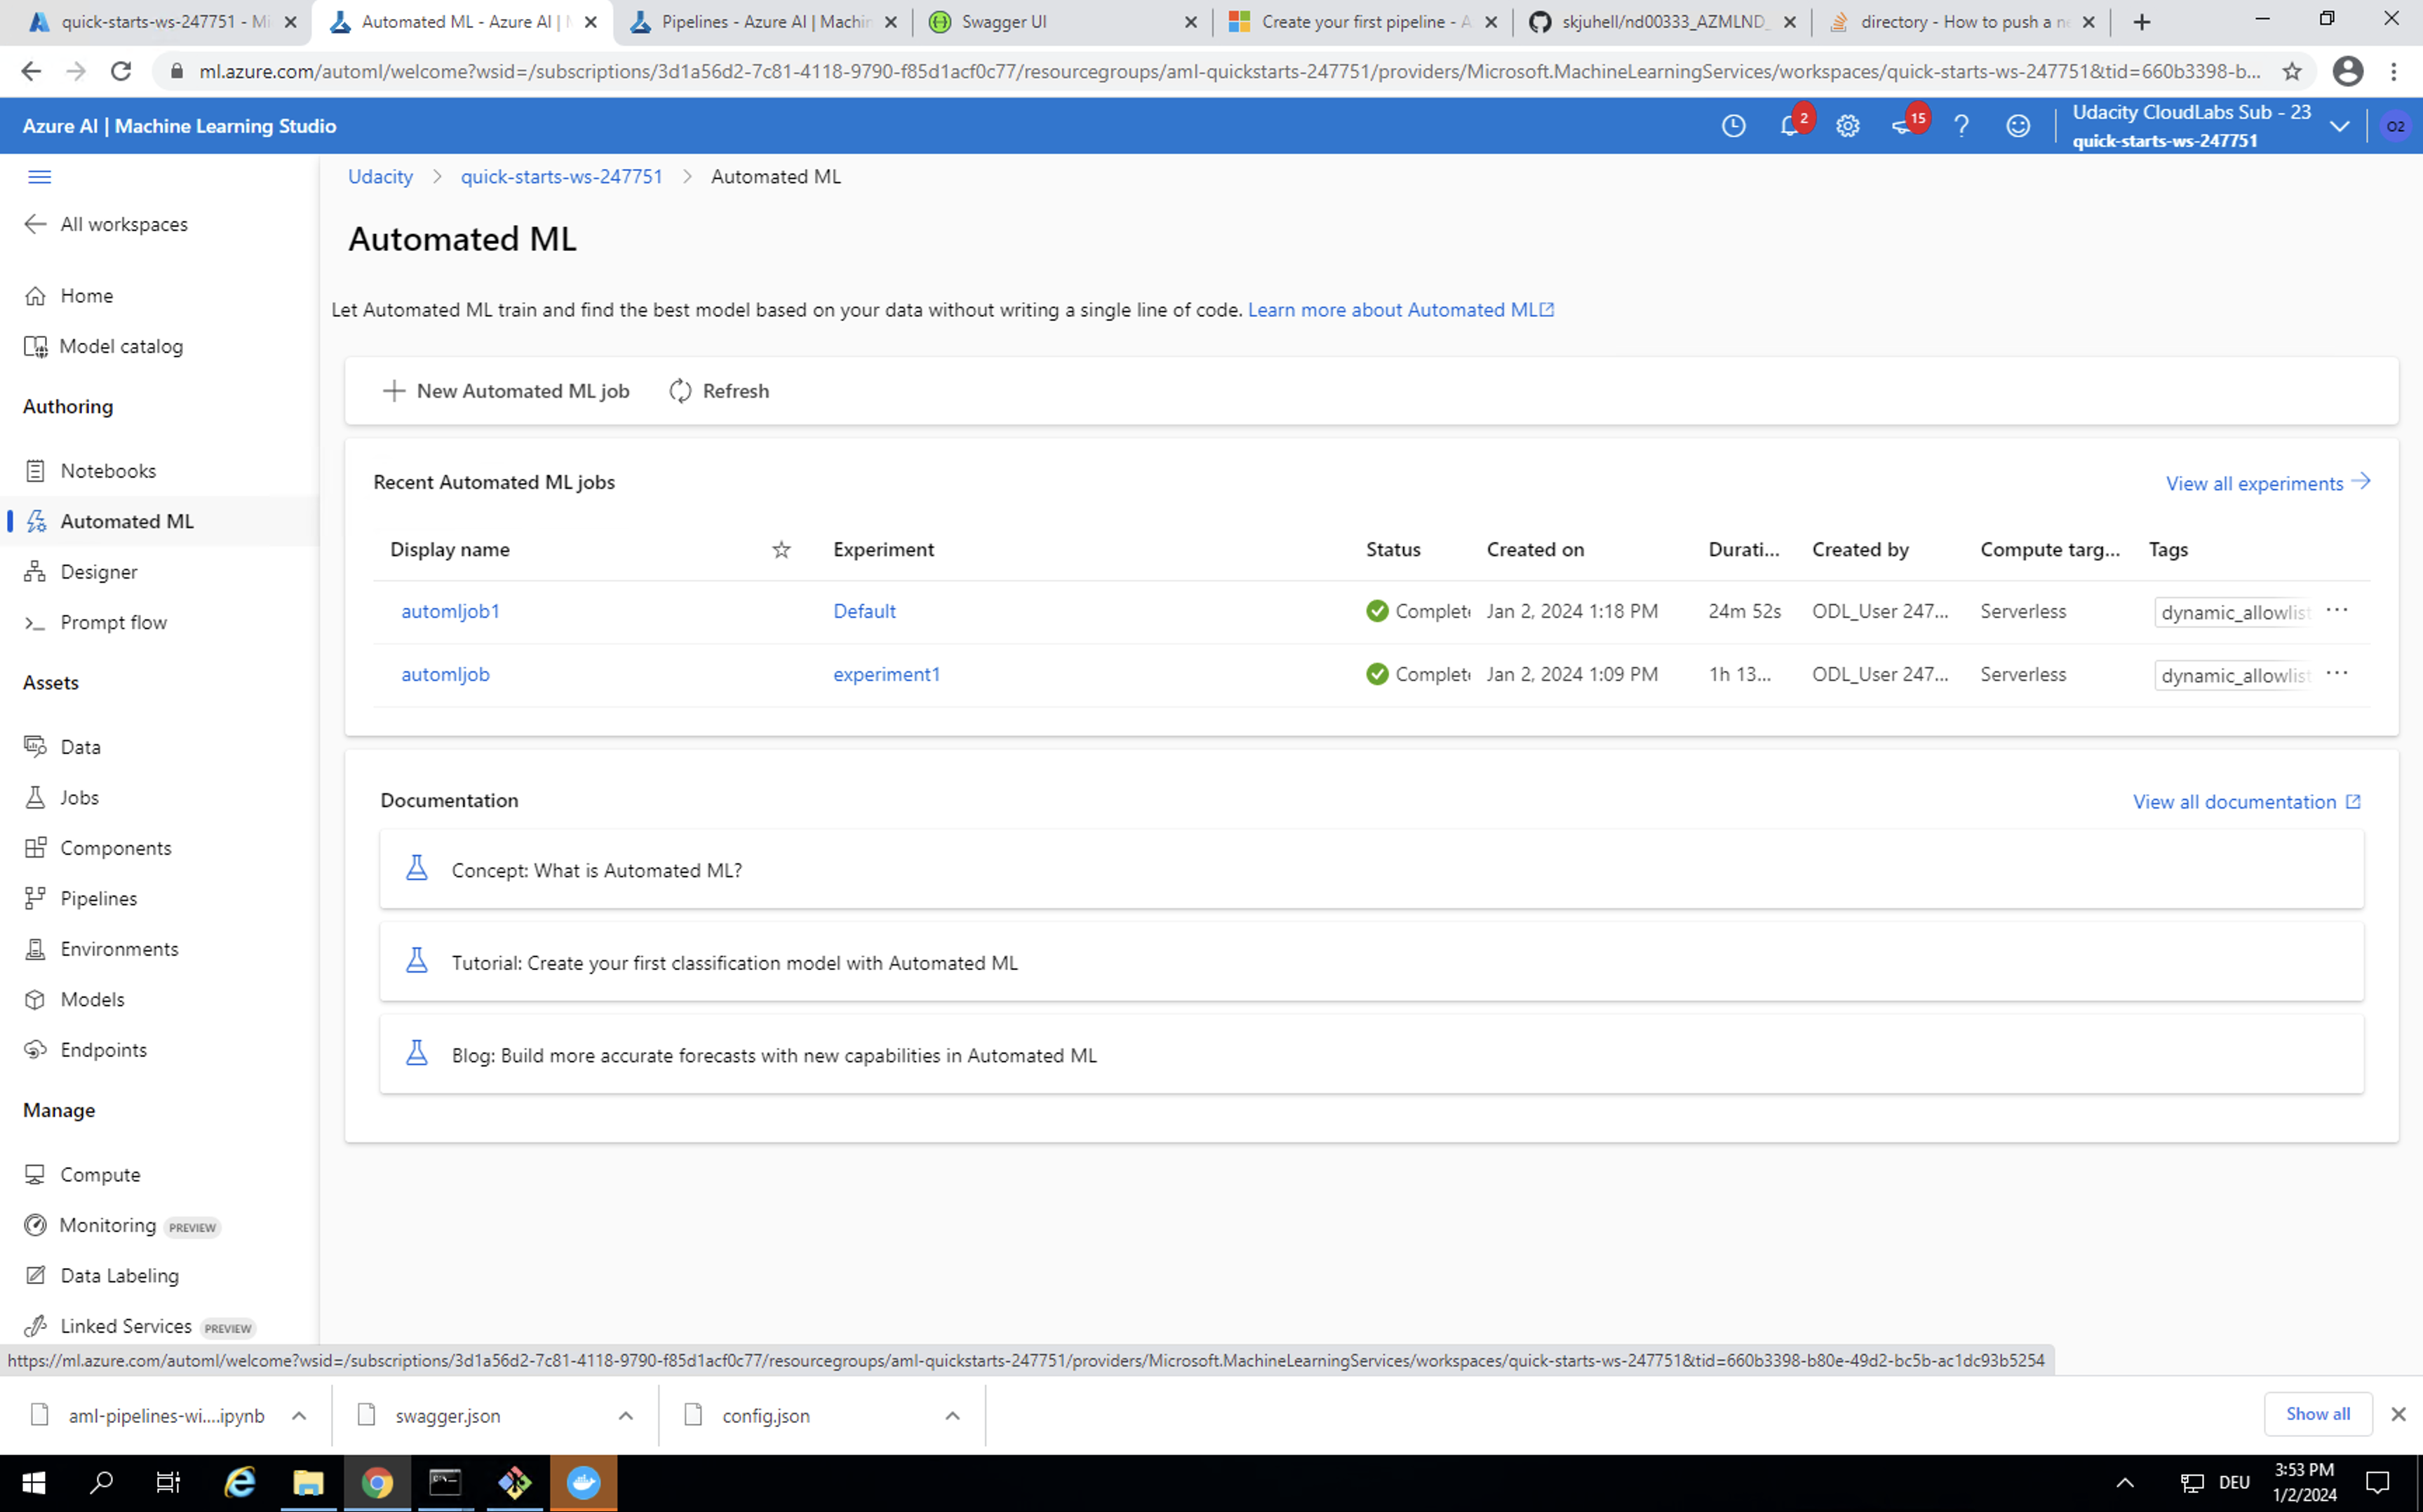 quick-starts-ws-247751 - Mi
Automated ML - Azure AI | M
Pipelines - Azure AI | Machin
Swagger UI
Create your first pipeline - A
skjuhell/nd00333_AZMLND_
directory - How to push a ne
ml.azure.com/automl/welcome?wsid=/subscriptions/3d1a56d2-7c81-4118-9790-f85d1acf0c77/resourcegroups/aml-quickstarts-247751/providers/Microsoft.MachineLearningServices/workspaces/quick-starts-ws-247751&tid=660b3398-b...
Azure AI | Machine Learning Studio
2
15
Udacity CloudLabs Sub - 23
quick-starts-ws-247751
O2
All workspaces
Home
Model catalog
Authoring
Notebooks
Automated ML
Designer
Prompt flow
Assets
Data
Jobs
Components
Pipelines
Environments
Models
Endpoints
Manage
Compute
Monitoring PREVIEW
Data Labeling
Linked Services PREVIEW
Udacity > quick-starts-ws-247751 > Automated ML
Automated ML
Let Automated ML train and find the best model based on your data without writing a single line of code. Learn more about Automated ML
New Automated ML job Refresh
Recent Automated ML jobs View all experiments
Display name Experiment Status Created on Durati... Created by Compute targ... Tags
automljob1 Default Complete Jan 2, 2024 1:18 PM 24m 52s ODL_User 247... Serverless dynamic_allowlist ...
automljob experiment1 Complete Jan 2, 2024 1:09 PM 1h 13... ODL_User 247... Serverless dynamic_allowlist ...
Documentation View all documentation
Concept: What is Automated ML?
Tutorial: Create your first classification model with Automated ML
Blog: Build more accurate forecasts with new capabilities in Automated ML
https://ml.azure.com/automl/welcome?wsid=/subscriptions/3d1a56d2-7c81-4118-9790-f85d1acf0c77/resourcegroups/aml-quickstarts-247751/providers/Microsoft.MachineLearningServices/workspaces/quick-starts-ws-247751&tid=660b3398-b80e-49d2-bc5b-ac1dc93b5254
aml-pipelines-wi....ipynb
swagger.json
config.json
Show all
DEU
3:53 PM
1/2/2024